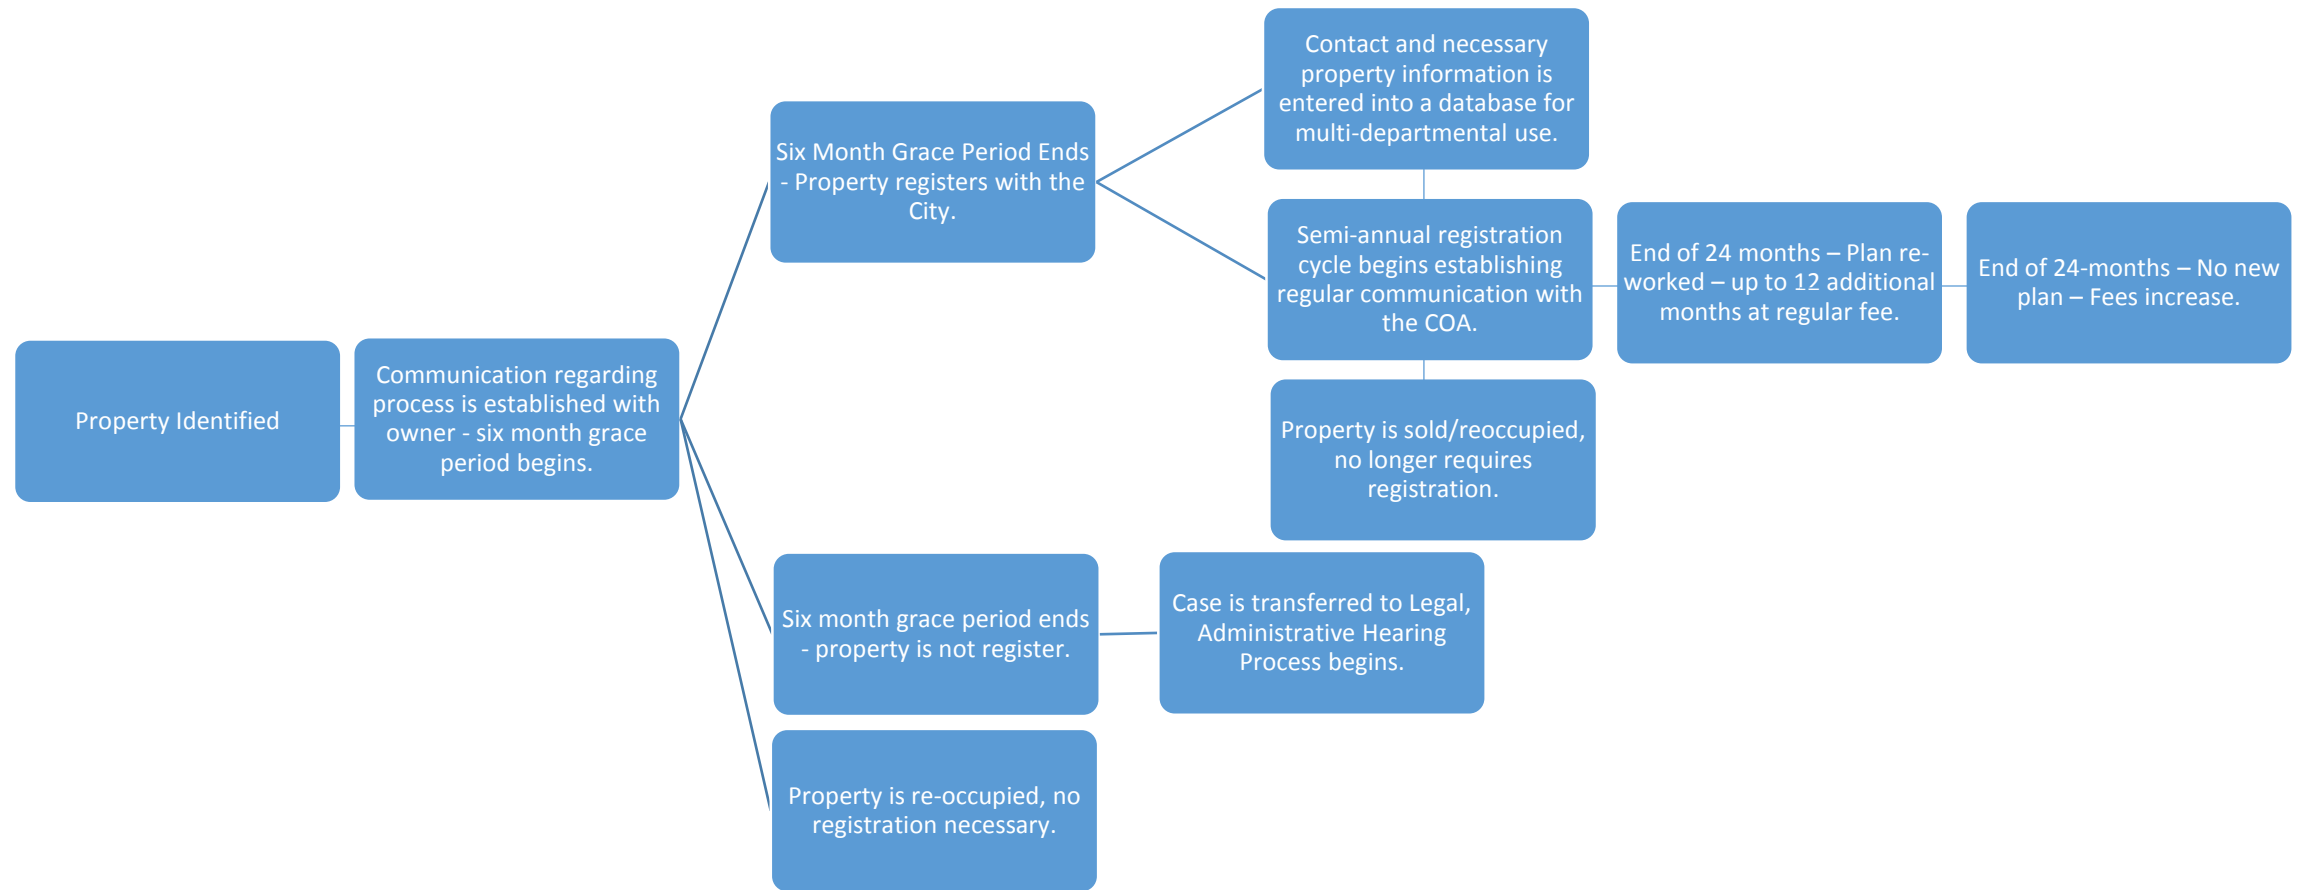 Property Identified
Communication regarding
process is established with
owner - six month grace
period begins.
Six Month Grace Period Ends
- Property registers with the
City.
Contact and necessary
property information is
entered into a database for
multi-departmental use.
Semi-annual registration
cycle begins establishing
regular communication with
the COA.
End of 24 months – Plan re-
worked – up to 12 additional
months at regular fee.
End of 24-months – No new
plan – Fees increase.
Property is sold/reoccupied,
no longer requires
registration.
Six month grace period ends
- property is not register.
Case is transferred to Legal,
Administrative Hearing
Process begins.
Property is re-occupied, no
registration necessary.